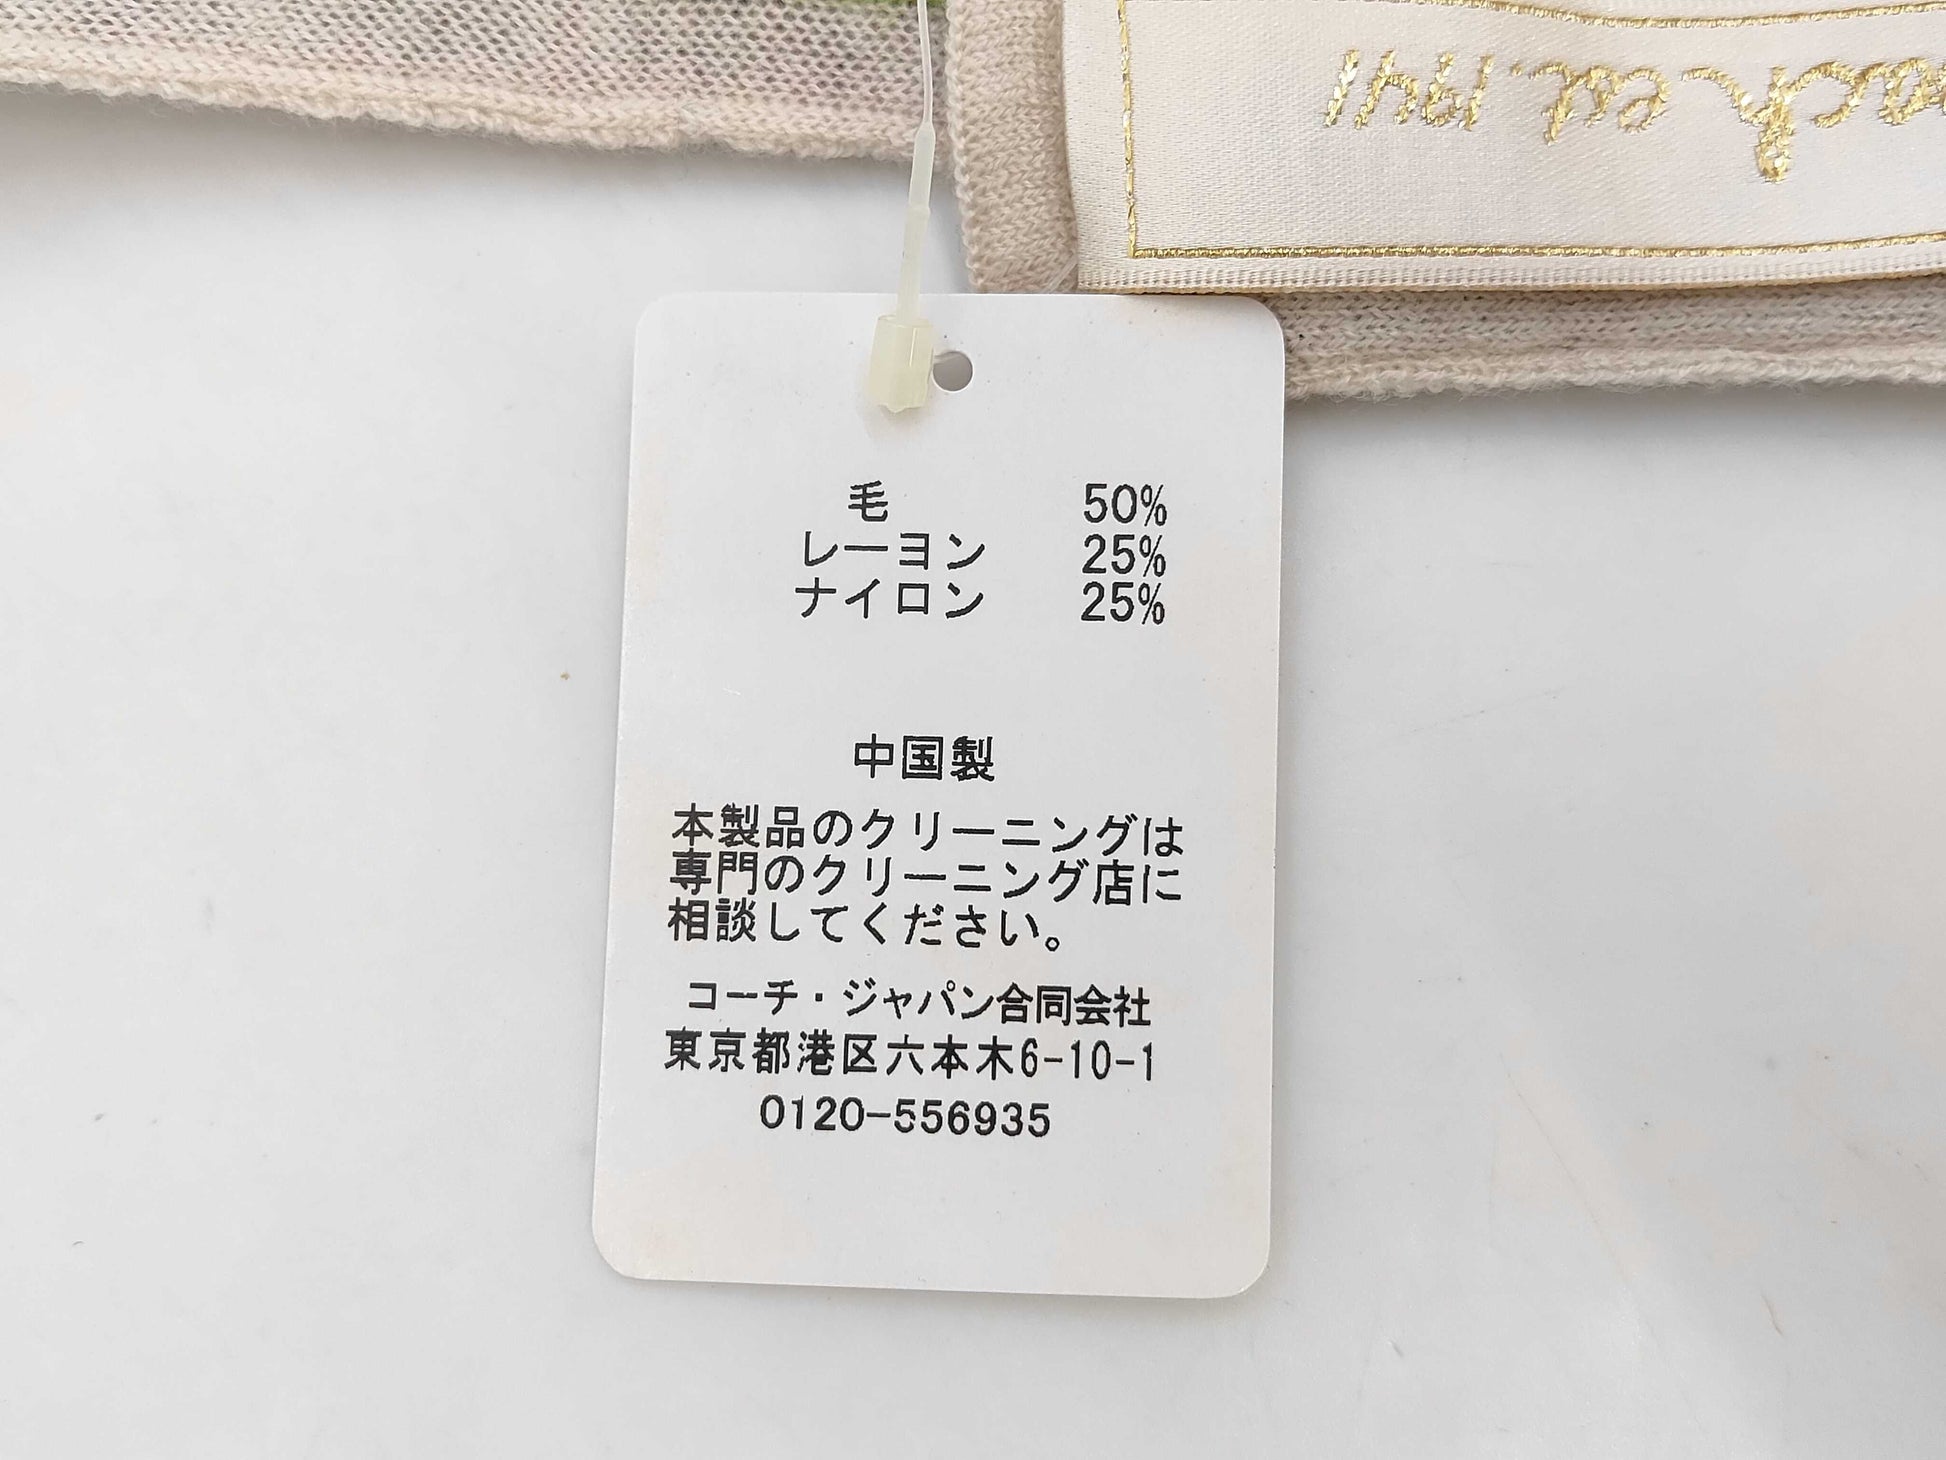 ach est. 1941
毛 50%
レーヨン 25%
ナイロン 25%
中国製
本製品のクリーニングは
専門のクリーニング店に
相談してください。
コーチ・ジャパン合同会社
東京都港区六本木6-10-1
0120-556935